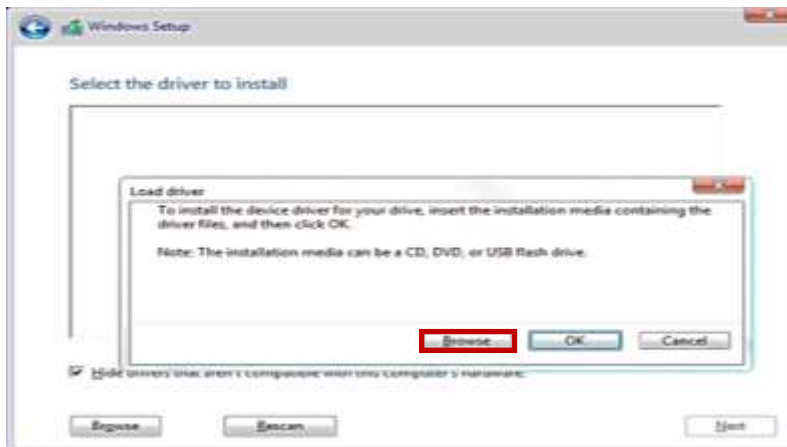 Windows Setup
Select the driver to install
Load driver
To install the device driver for your drive, insert the installation media containing the
driver files, and then click OK.
Note: The installation media can be a CD, DVD, or USB flash drive.
Browse OK Cancel
Hide drivers that aren't compatible with this computer's hardware.
Browse Rescan Next